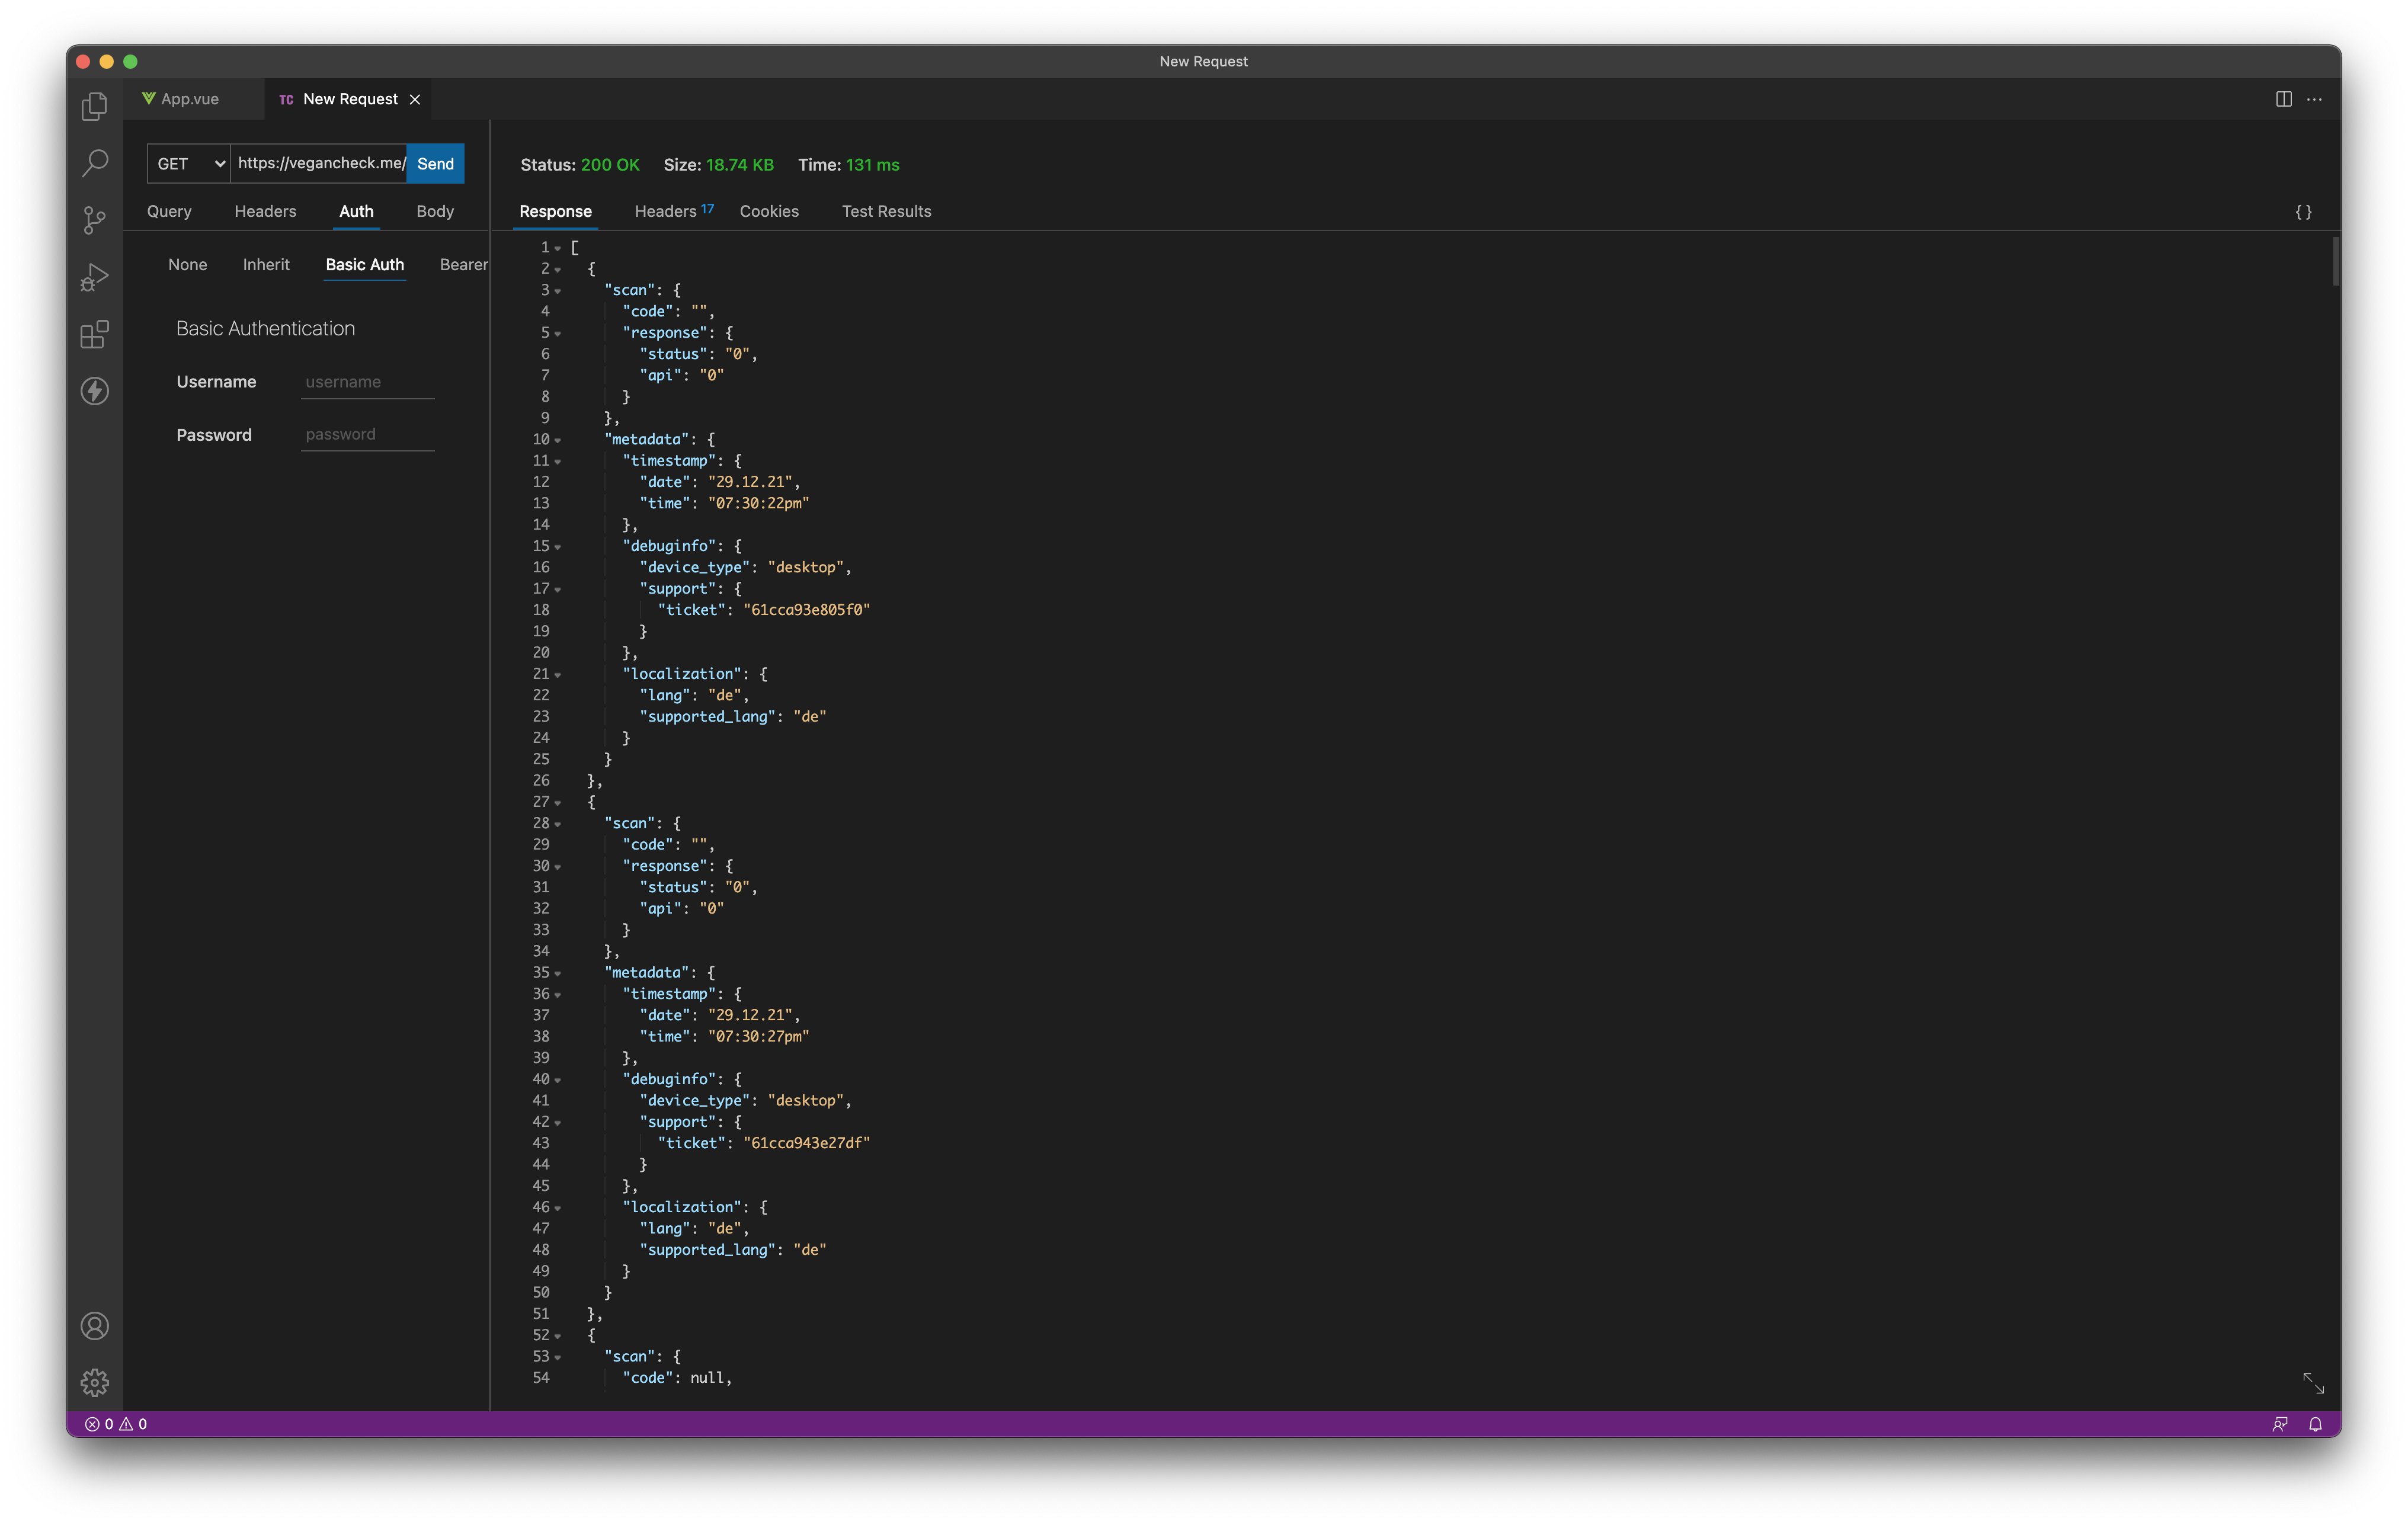 New Request
App.vue
TC New Request
GET https://vegancheck.me/ Send
Status: 200 OK Size: 18.74 KB Time: 131 ms
Query Headers Auth Body
Response Headers 17 Cookies Test Results { }
None Inherit Basic Auth Bearer
Basic Authentication
Username username
Password password
1 [
2 {
3 "scan": {
4 "code": "",
5 "response": {
6 "status": "0",
7 "api": "0"
8 }
9 },
10 "metadata": {
11 "timestamp": {
12 "date": "29.12.21",
13 "time": "07:30:22pm"
14 },
15 "debuginfo": {
16 "device_type": "desktop",
17 "support": {
18 "ticket": "61cca93e805f0"
19 }
20 },
21 "localization": {
22 "lang": "de",
23 "supported_lang": "de"
24 }
25 }
26 },
27 {
28 "scan": {
29 "code": "",
30 "response": {
31 "status": "0",
32 "api": "0"
33 }
34 },
35 "metadata": {
36 "timestamp": {
37 "date": "29.12.21",
38 "time": "07:30:27pm"
39 },
40 "debuginfo": {
41 "device_type": "desktop",
42 "support": {
43 "ticket": "61cca943e27df"
44 }
45 },
46 "localization": {
47 "lang": "de",
48 "supported_lang": "de"
49 }
50 }
51 },
52 {
53 "scan": {
54 "code": null,
0 0